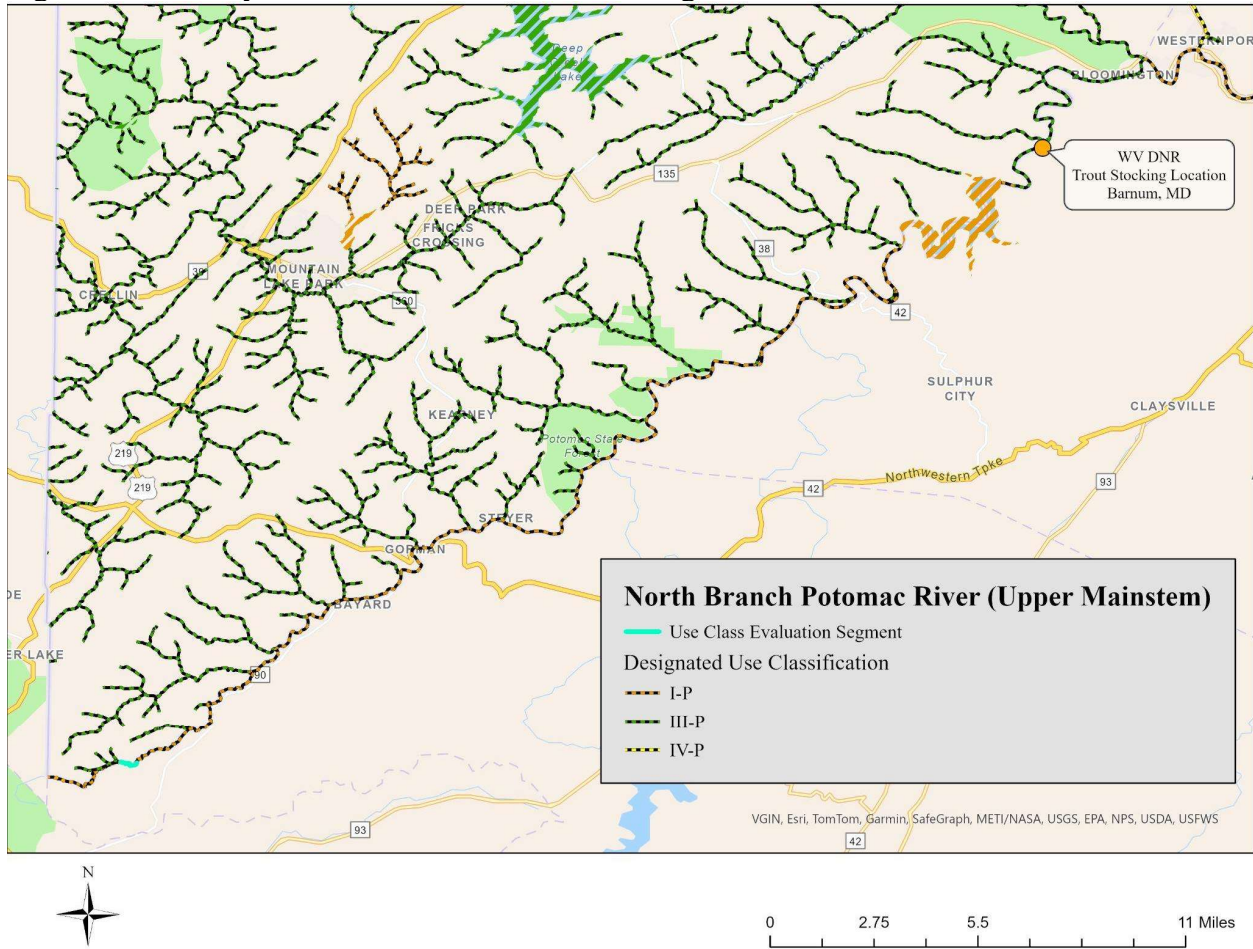 Deep
Creek
Lake
WESTERNPOR
BLOOMINGTON
WV DNR
Trout Stocking Location
Barnum, MD
135
DEER PARK
FRICKS
CROSSING
38
39
MOUNTAIN
LAKE PARK
CRELLIN
560
42
SULPHUR
CITY
CLAYSVILLE
KEARNEY
Potomac State
Forest
219
219
Northwestern Tpke
42
93
STEYER
GORMAN
BAYARD
DE
ER LAKE
90
North Branch Potomac River (Upper Mainstem)
Use Class Evaluation Segment
Designated Use Classification
I-P
III-P
IV-P
VGIN, Esri, TomTom, Garmin, SafeGraph, METI/NASA, USGS, EPA, NPS, USDA, USFWS
93
42
N
0 2.75 5.5 11 Miles